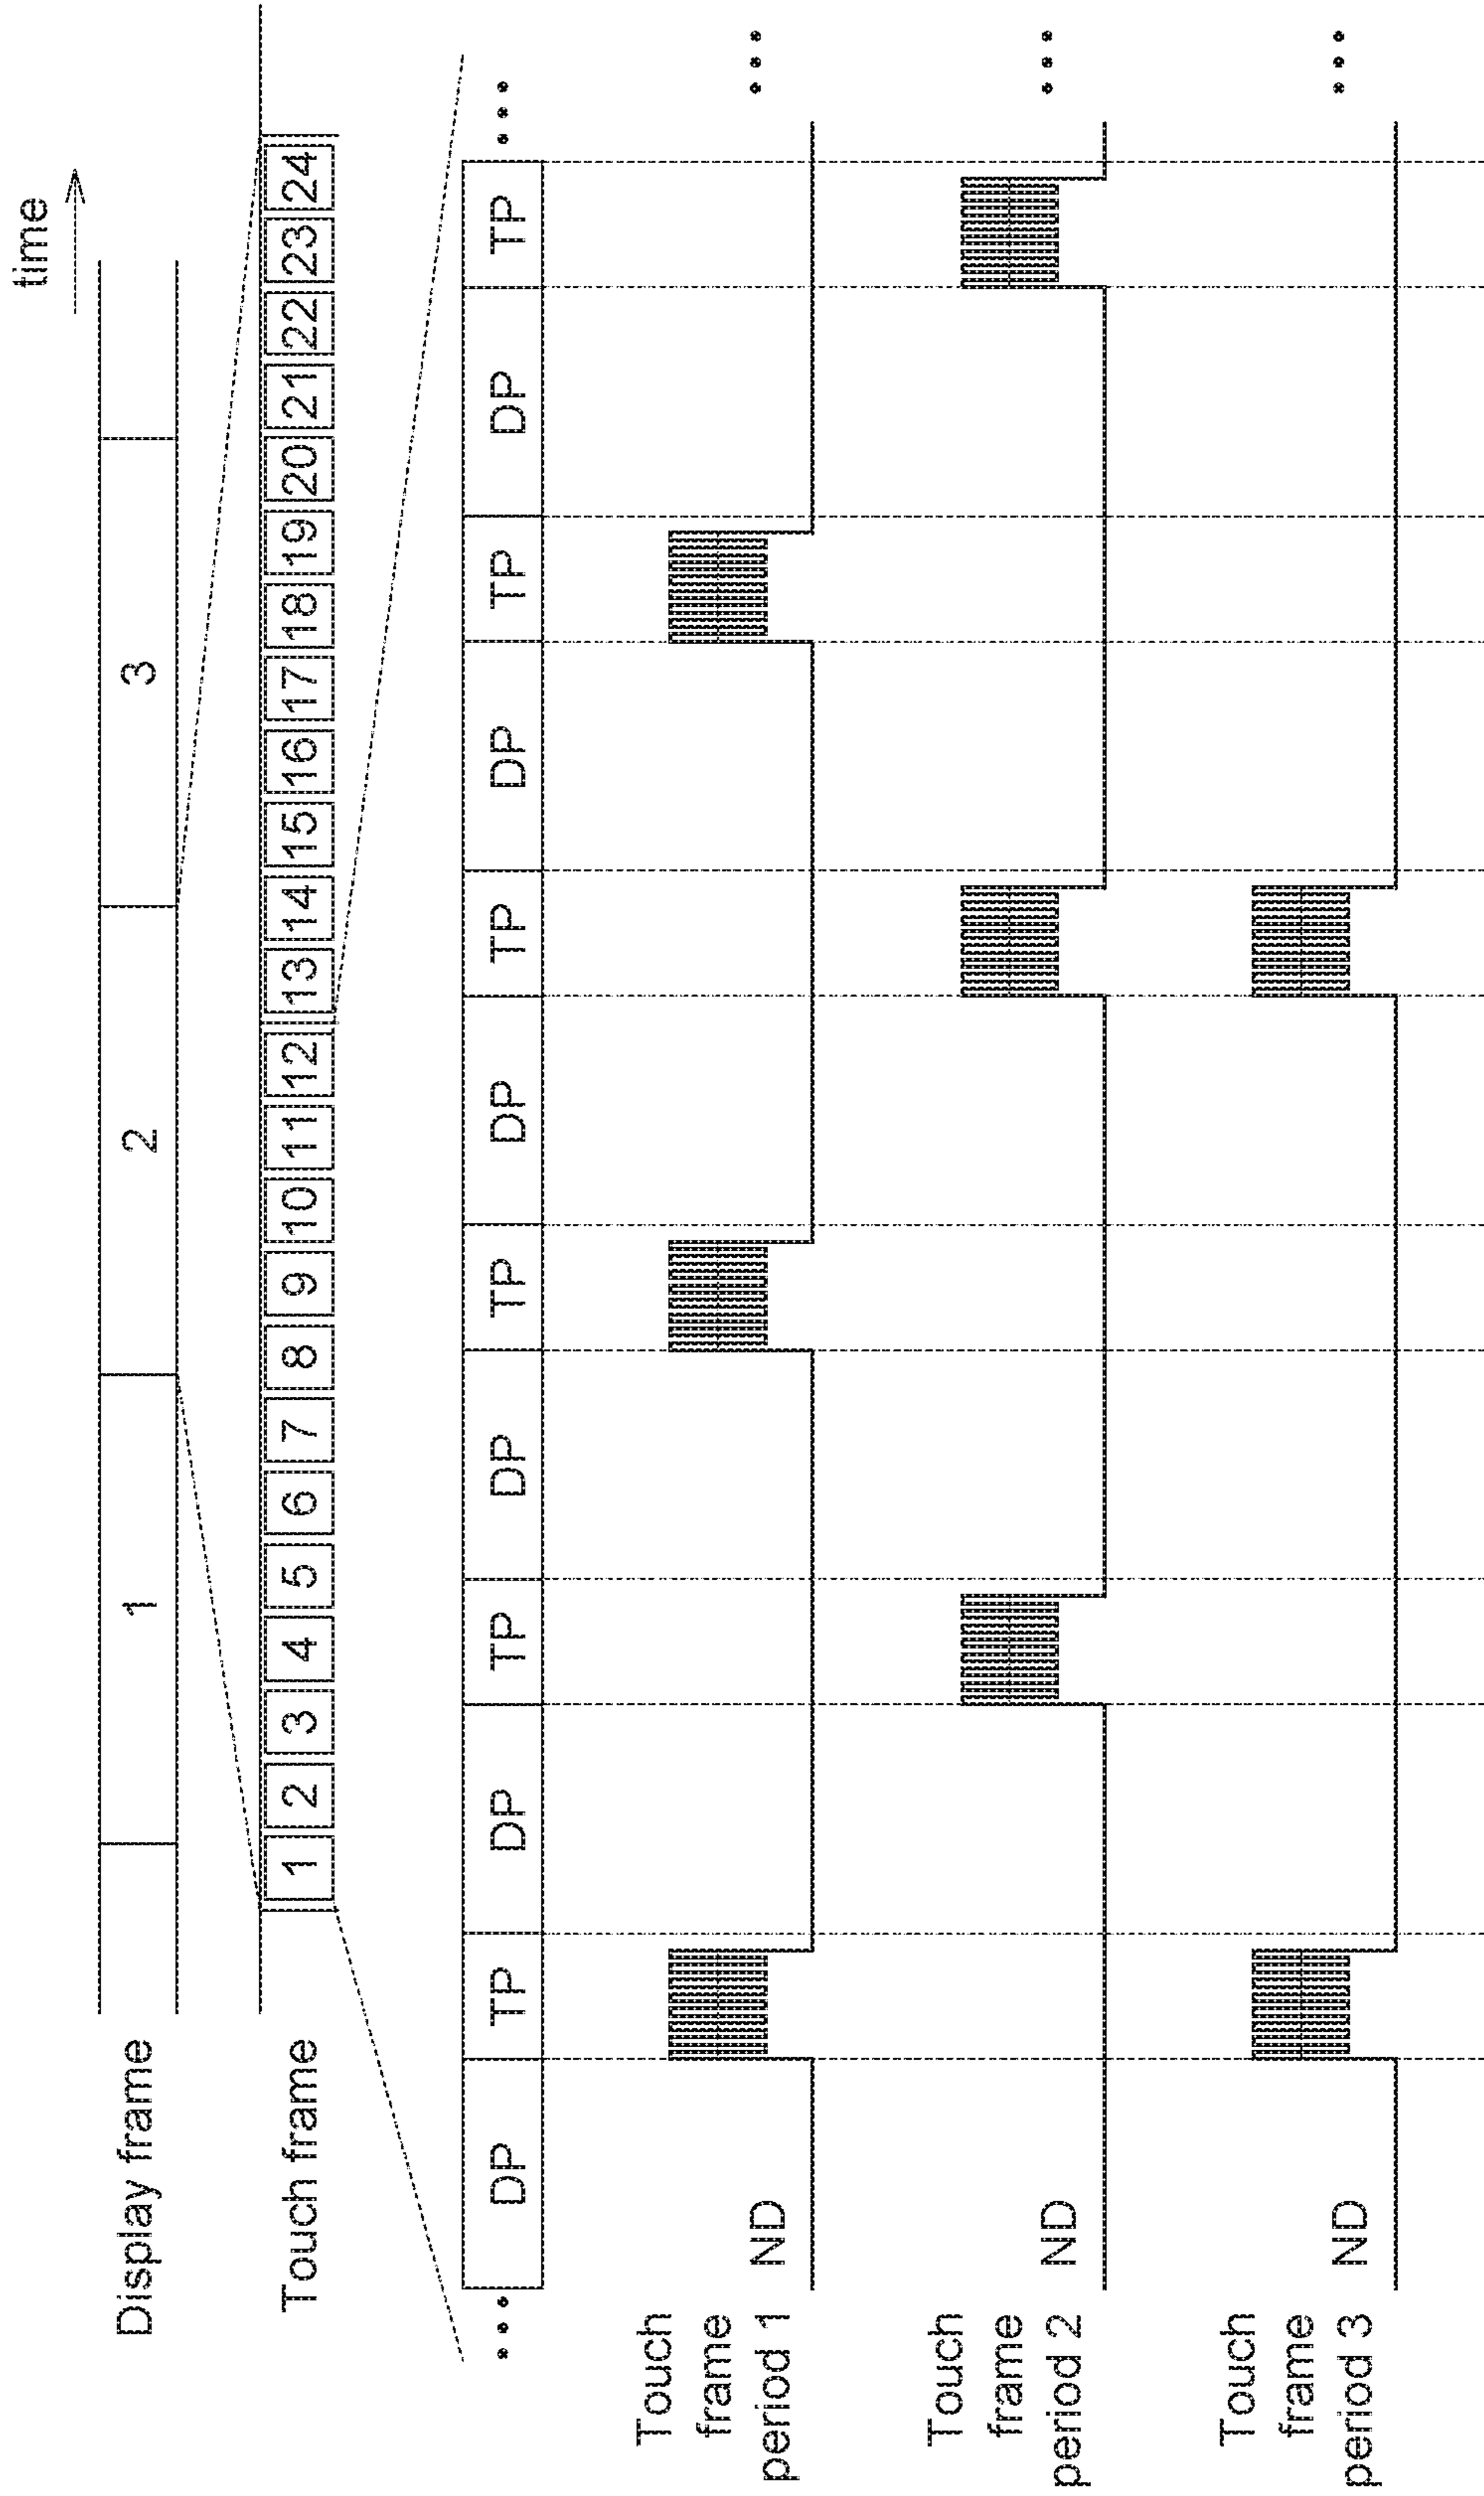 time
Display frame 1 2 3
Touch frame 1 2 3 4 5 6 7 8 9 10 11 12 13 14 15 16 17 18 19 20 21 22 23 24
DP TP DP TP DP TP DP TP DP TP DP TP
Touch
frame
period 1 ND
Touch
frame
period 2 ND
Touch
frame
period 3 ND